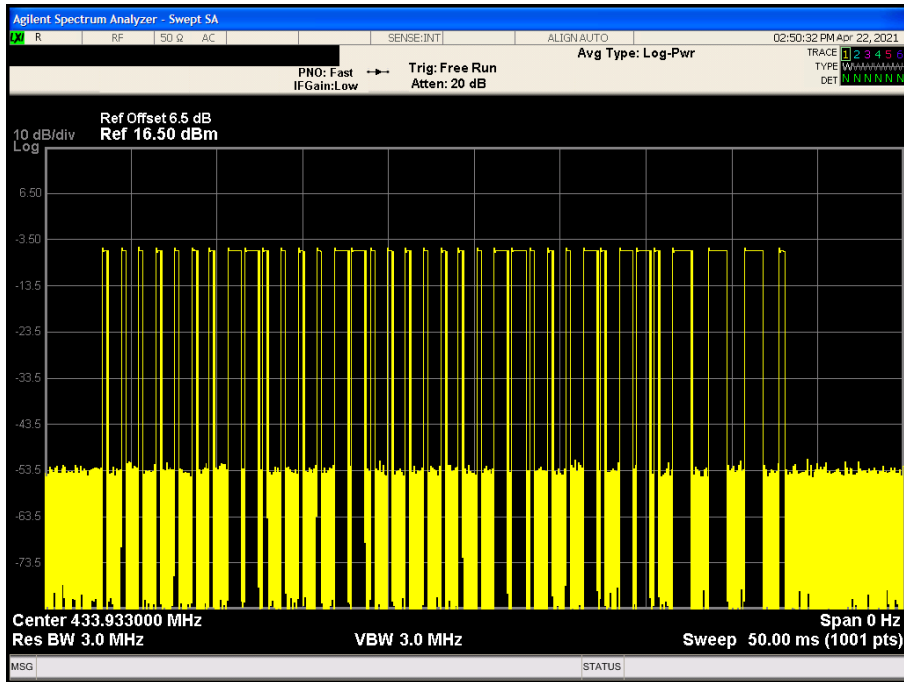 Agilent Spectrum Analyzer - Swept SA
LXI R RF 50 Ω AC SENSE:INT ALIGNAUTO 02:50:32 PM Apr 22, 2021
Avg Type: Log-Pwr TRACE 1 2 3 4 5 6
PNO: Fast Trig: Free Run TYPE
IFGain:Low Atten: 20 dB DET N N N N N N
Ref Offset 6.5 dB
10 dB/div Ref 16.50 dBm
Log
6.50
-3.50
-13.5
-23.5
-33.5
-43.5
-53.5
-63.5
-73.5
Center 433.933000 MHz Span 0 Hz
Res BW 3.0 MHz VBW 3.0 MHz Sweep 50.00 ms (1001 pts)
MSG STATUS